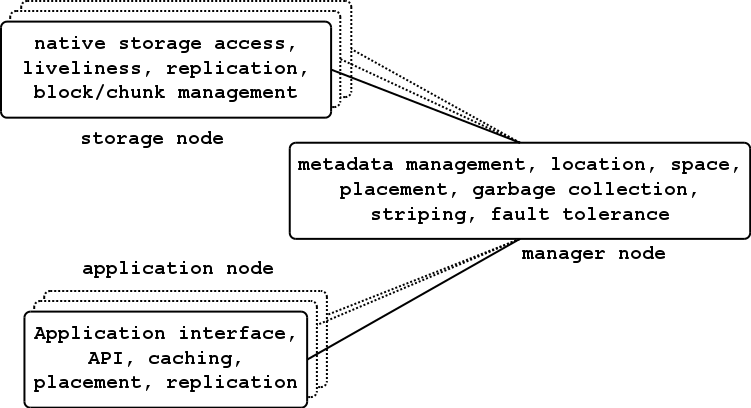 native storage access,
liveliness, replication,
block/chunk management
storage node
metadata management, location, space,
placement, garbage collection,
striping, fault tolerance
manager node
application node
Application interface,
API, caching,
placement, replication